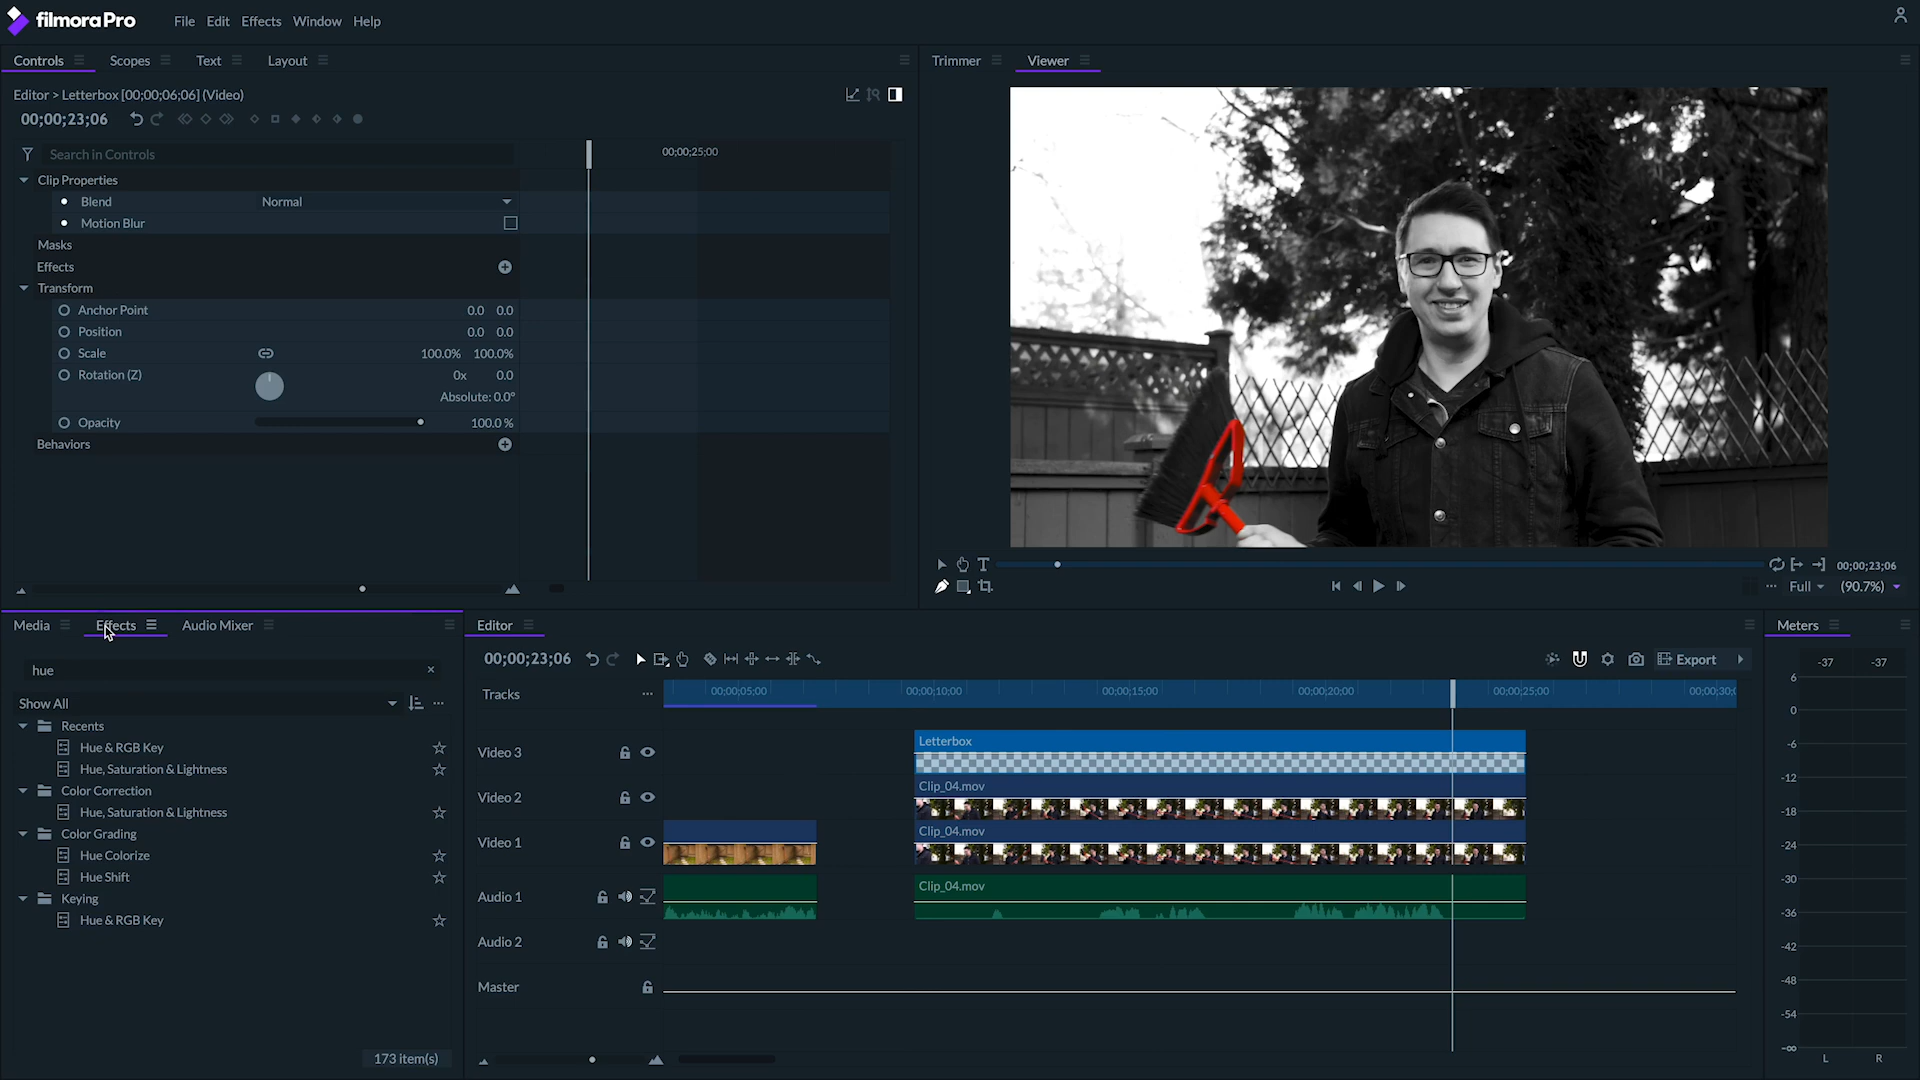 filmoraPro File Edit Effects Window Help
Controls Scopes Text Layout
Trimmer Viewer
Editor > Letterbox [00;00;06;06] (Video)
00;00;23;06
Search in Controls
00;00;25;00
Clip Properties
Blend Normal
Motion Blur
Masks
Effects
Transform
Anchor Point 0.0 0.0
Position 0.0 0.0
Scale 100.0% 100.0%
Rotation (Z) 0x 0.0
Absolute: 0.0°
Opacity 100.0 %
Behaviors
00;00;23;06
Full (90.7%)
Media Effects Audio Mixer
hue
Show All
Recents
Hue & RGB Key
Hue, Saturation & Lightness
Color Correction
Hue, Saturation & Lightness
Color Grading
Hue Colorize
Hue Shift
Keying
Hue & RGB Key
173 item(s)
Editor
00;00;23;06
Export
Tracks
00;00;05;00 00;00;10;00 00;00;15;00 00;00;20;00 00;00;25;00 00;00;30;0
Video 3
Letterbox
Video 2
Clip_04.mov
Video 1
Clip_04.mov
Audio 1
Clip_04.mov
Audio 2
Master
Meters
-37 -37
6
0
-6
-12
-18
-24
-30
-36
-42
-48
-54
-∞
L R